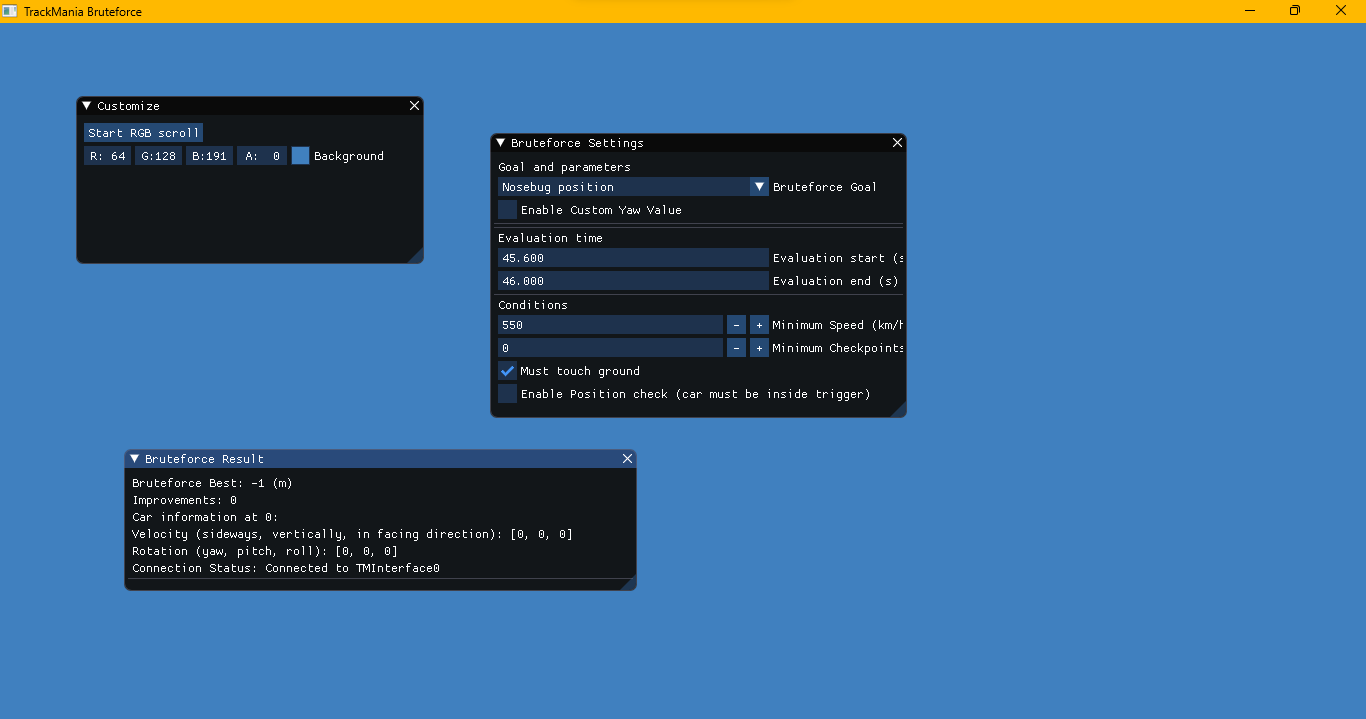 TrackMania Bruteforce
Customize
Start RGB scroll
R: 64 G:128 B:191 A: 0 Background
Bruteforce Settings
Goal and parameters
Nosebug position Bruteforce Goal
Enable Custom Yaw Value
Evaluation time
45.600 Evaluation start (s
46.000 Evaluation end (s)
Conditions
550 - + Minimum Speed (km/h
0 - + Minimum Checkpoints
Must touch ground
Enable Position check (car must be inside trigger)
Bruteforce Result
Bruteforce Best: -1 (m)
Improvements: 0
Car information at 0:
Velocity (sideways, vertically, in facing direction): [0, 0, 0]
Rotation (yaw, pitch, roll): [0, 0, 0]
Connection Status: Connected to TMInterface0